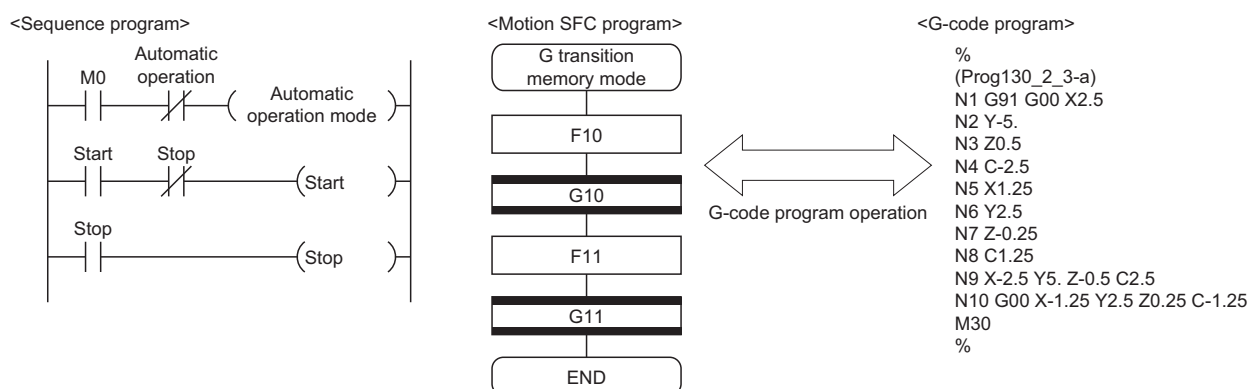 <Sequence program>
M0
Automatic
operation
Automatic
operation mode
Start
Stop
Start
Stop
Stop
<Motion SFC program>
G transition
memory mode
F10
G10
F11
G11
END
G-code program operation
<G-code program>
%
(Prog130_2_3-a)
N1 G91 G00 X2.5
N2 Y-5.
N3 Z0.5
N4 C-2.5
N5 X1.25
N6 Y2.5
N7 Z-0.25
N8 C1.25
N9 X-2.5 Y5. Z-0.5 C2.5
N10 G00 X-1.25 Y2.5 Z0.25 C-1.25
M30
%